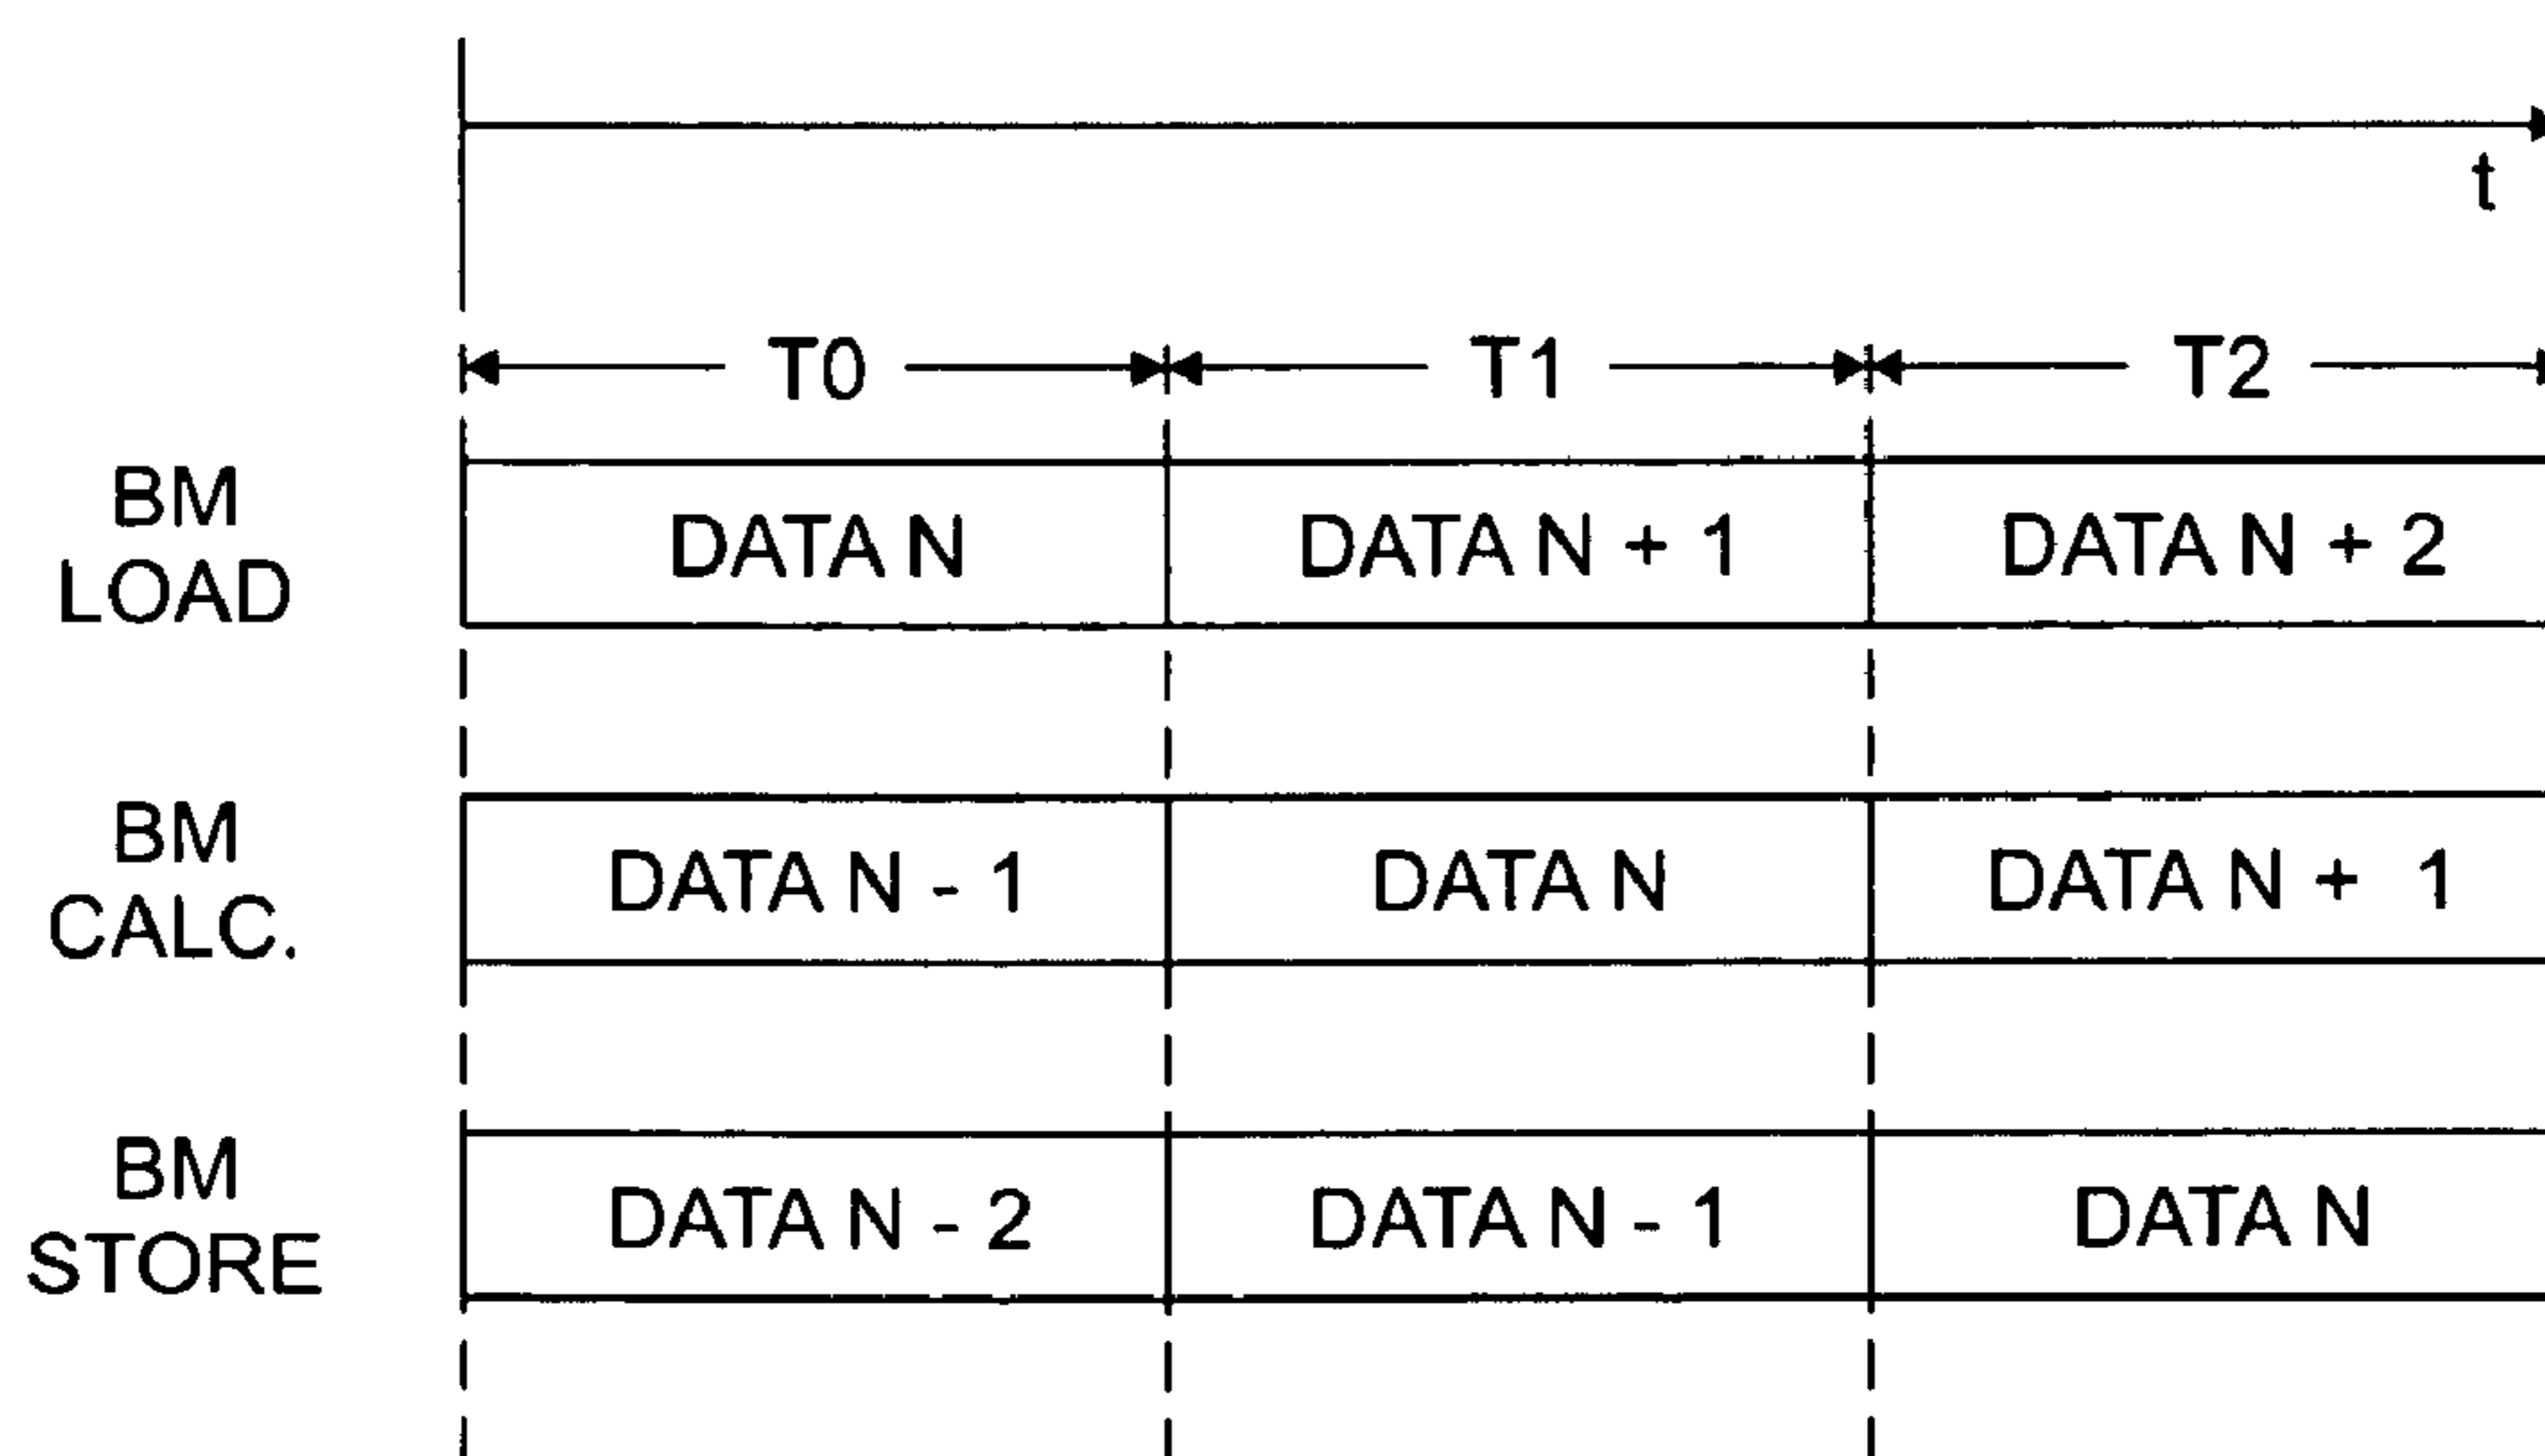 t
T0 T1 T2
BM
LOAD
DATA N DATA N + 1 DATA N + 2
BM
CALC.
DATA N - 1 DATA N DATA N + 1
BM
STORE
DATA N - 2 DATA N - 1 DATA N